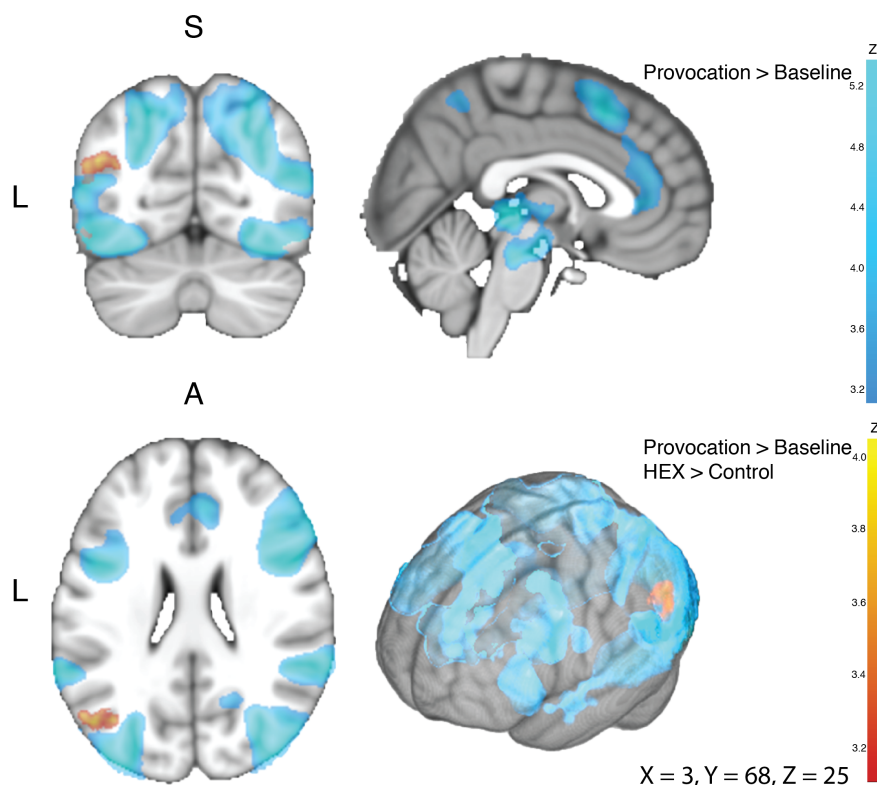 S
Z
Provocation > Baseline
5.2
4.8
L
4.4
4.0
3.6
3.2
A
Z
Provocation > Baseline
HEX > Control
4.0
3.8
L
3.6
3.4
3.2
X = 3, Y = 68, Z = 25